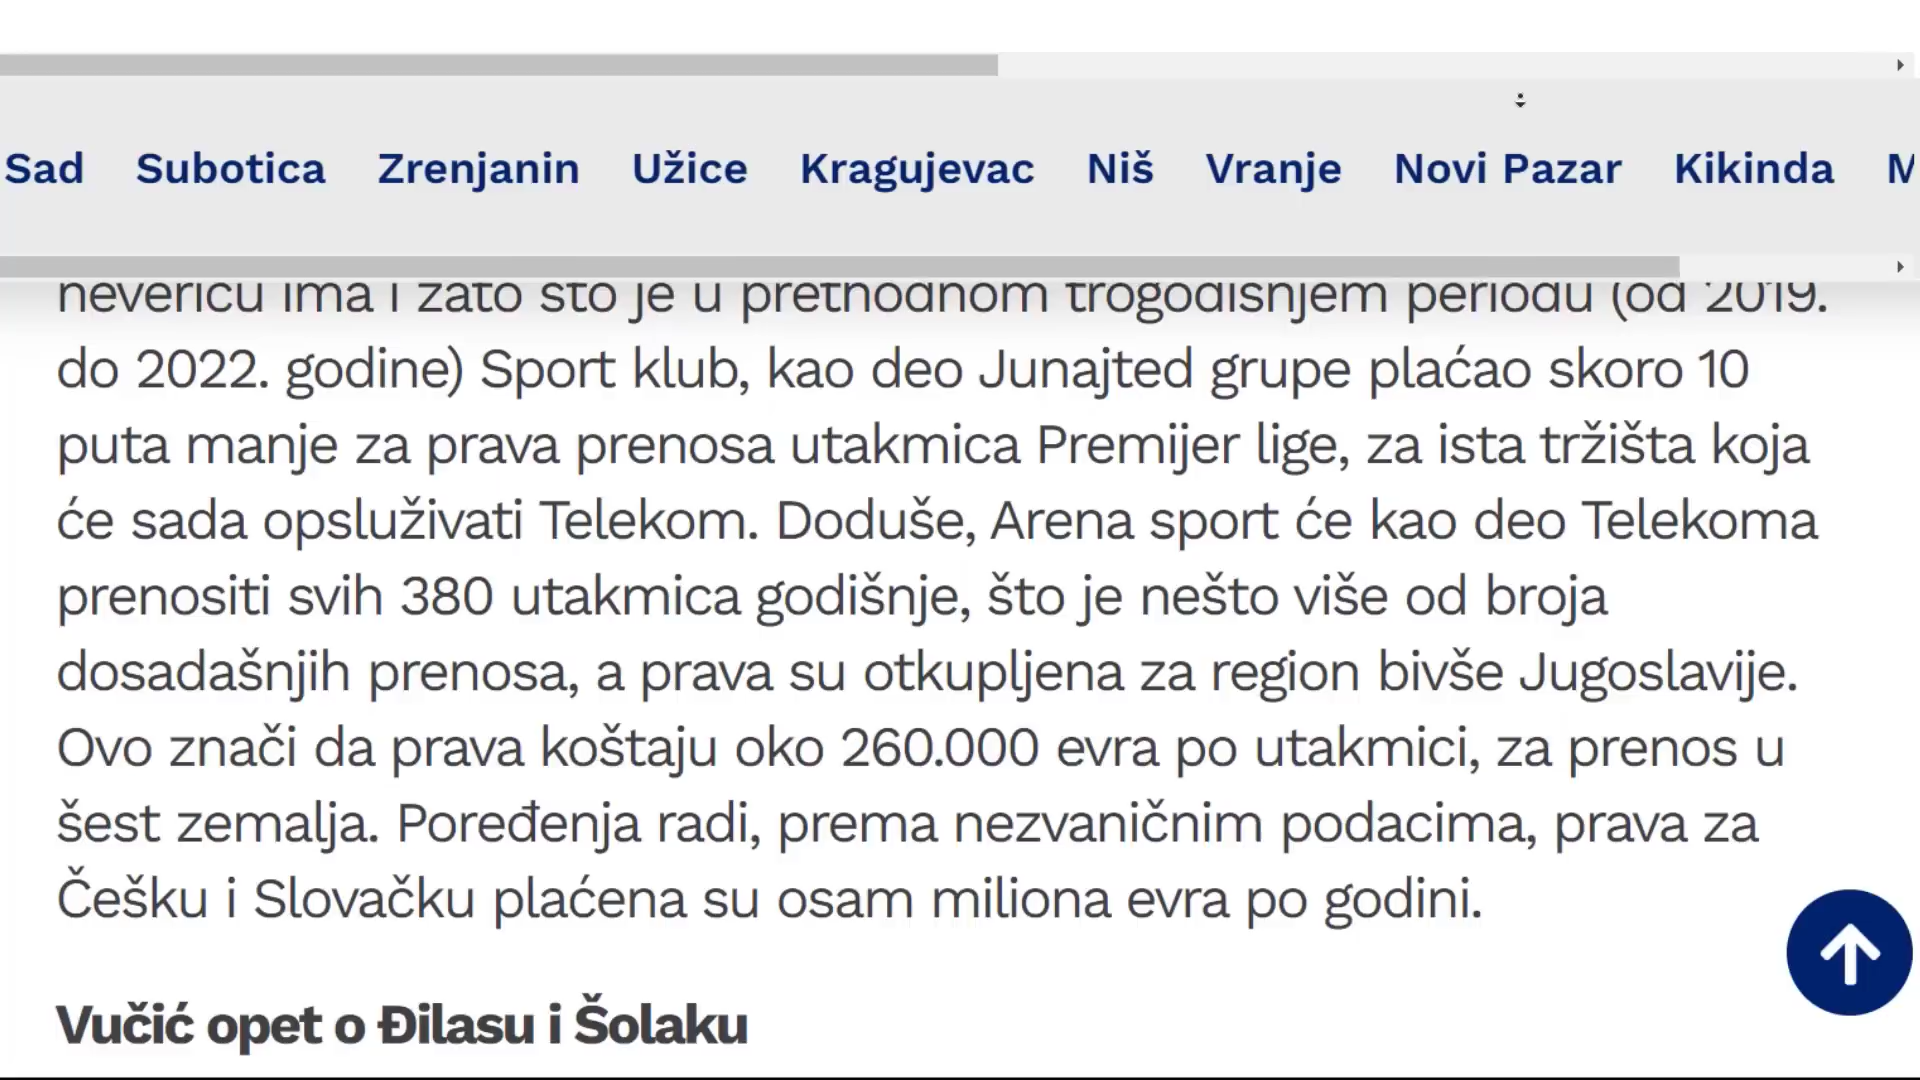 Sad Subotica Zrenjanin Užice Kragujevac Niš Vranje Novi Pazar Kikinda M
nevericu ima i zato što je u prethodnom trogodišnjem periodu (od 2019.
do 2022. godine) Sport klub, kao deo Junajted grupe plaćao skoro 10
puta manje za prava prenosa utakmica Premijer lige, za ista tržišta koja
će sada opsluživati Telekom. Doduše, Arena sport će kao deo Telekoma
prenositi svih 380 utakmica godišnje, što je nešto više od broja
dosadašnjih prenosa, a prava su otkupljena za region bivše Jugoslavije.
Ovo znači da prava koštaju oko 260.000 evra po utakmici, za prenos u
šest zemalja. Poređenja radi, prema nezvaničnim podacima, prava za
Češku i Slovačku plaćena su osam miliona evra po godini.
Vučić opet o Đilasu i Šolaku